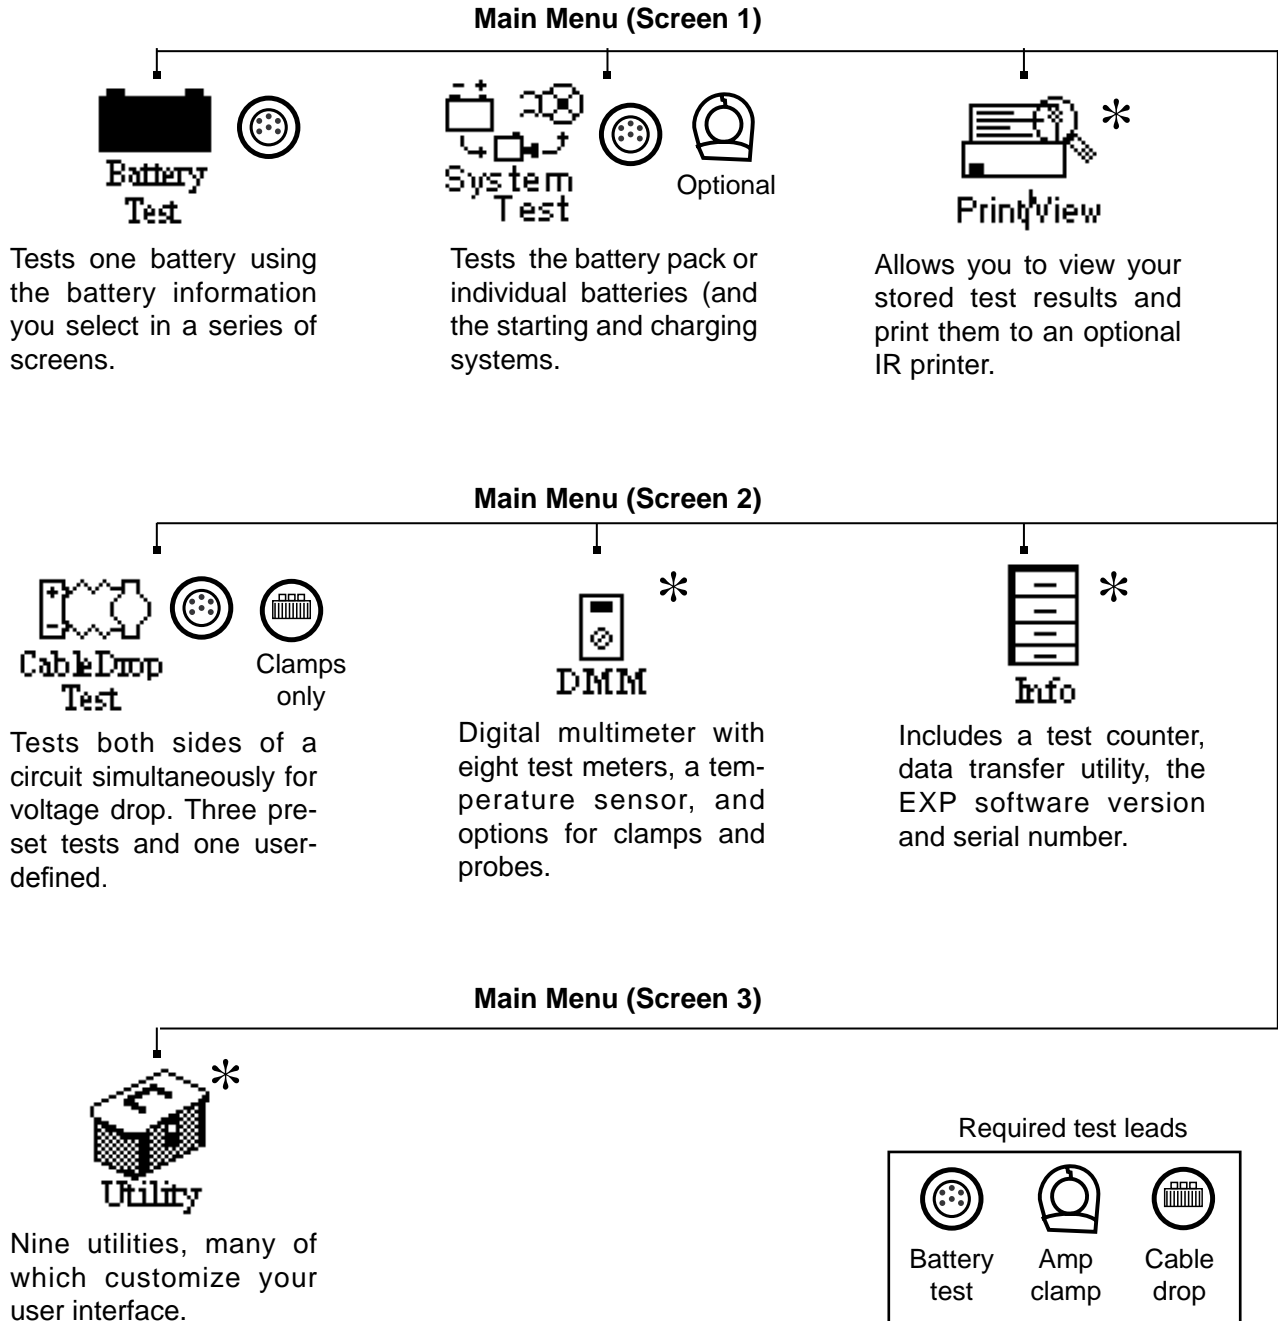 Main Menu (Screen 1)
Battery
Test
System
Test
Optional
Print/View
*
Tests one battery using
the battery information
you select in a series of
screens.
Tests the battery pack or
individual batteries (and
the starting and charging
systems.
Allows you to view your
stored test results and
print them to an optional
IR printer.
Main Menu (Screen 2)
CableDrop
Test
Clamps
only
*
DMM
*
Info
Tests both sides of a
circuit simultaneously for
voltage drop. Three pre-
set tests and one user-
defined.
Digital multimeter with
eight test meters, a tem-
perature sensor, and
options for clamps and
probes.
Includes a test counter,
data transfer utility, the
EXP software version
and serial number.
Main Menu (Screen 3)
*
Utility
Nine utilities, many of
which customize your
user interface.
Required test leads
Battery
test
Amp
clamp
Cable
drop